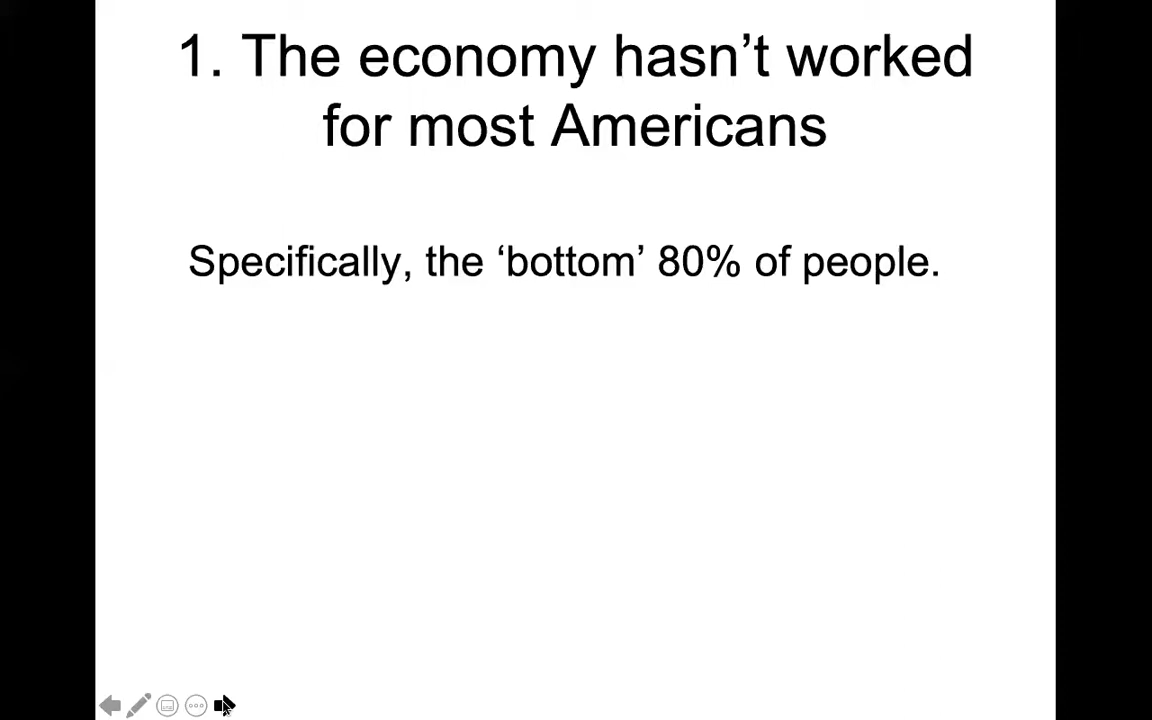 1. The economy hasn’t worked
for most Americans
Specifically, the ‘bottom’ 80% of people.